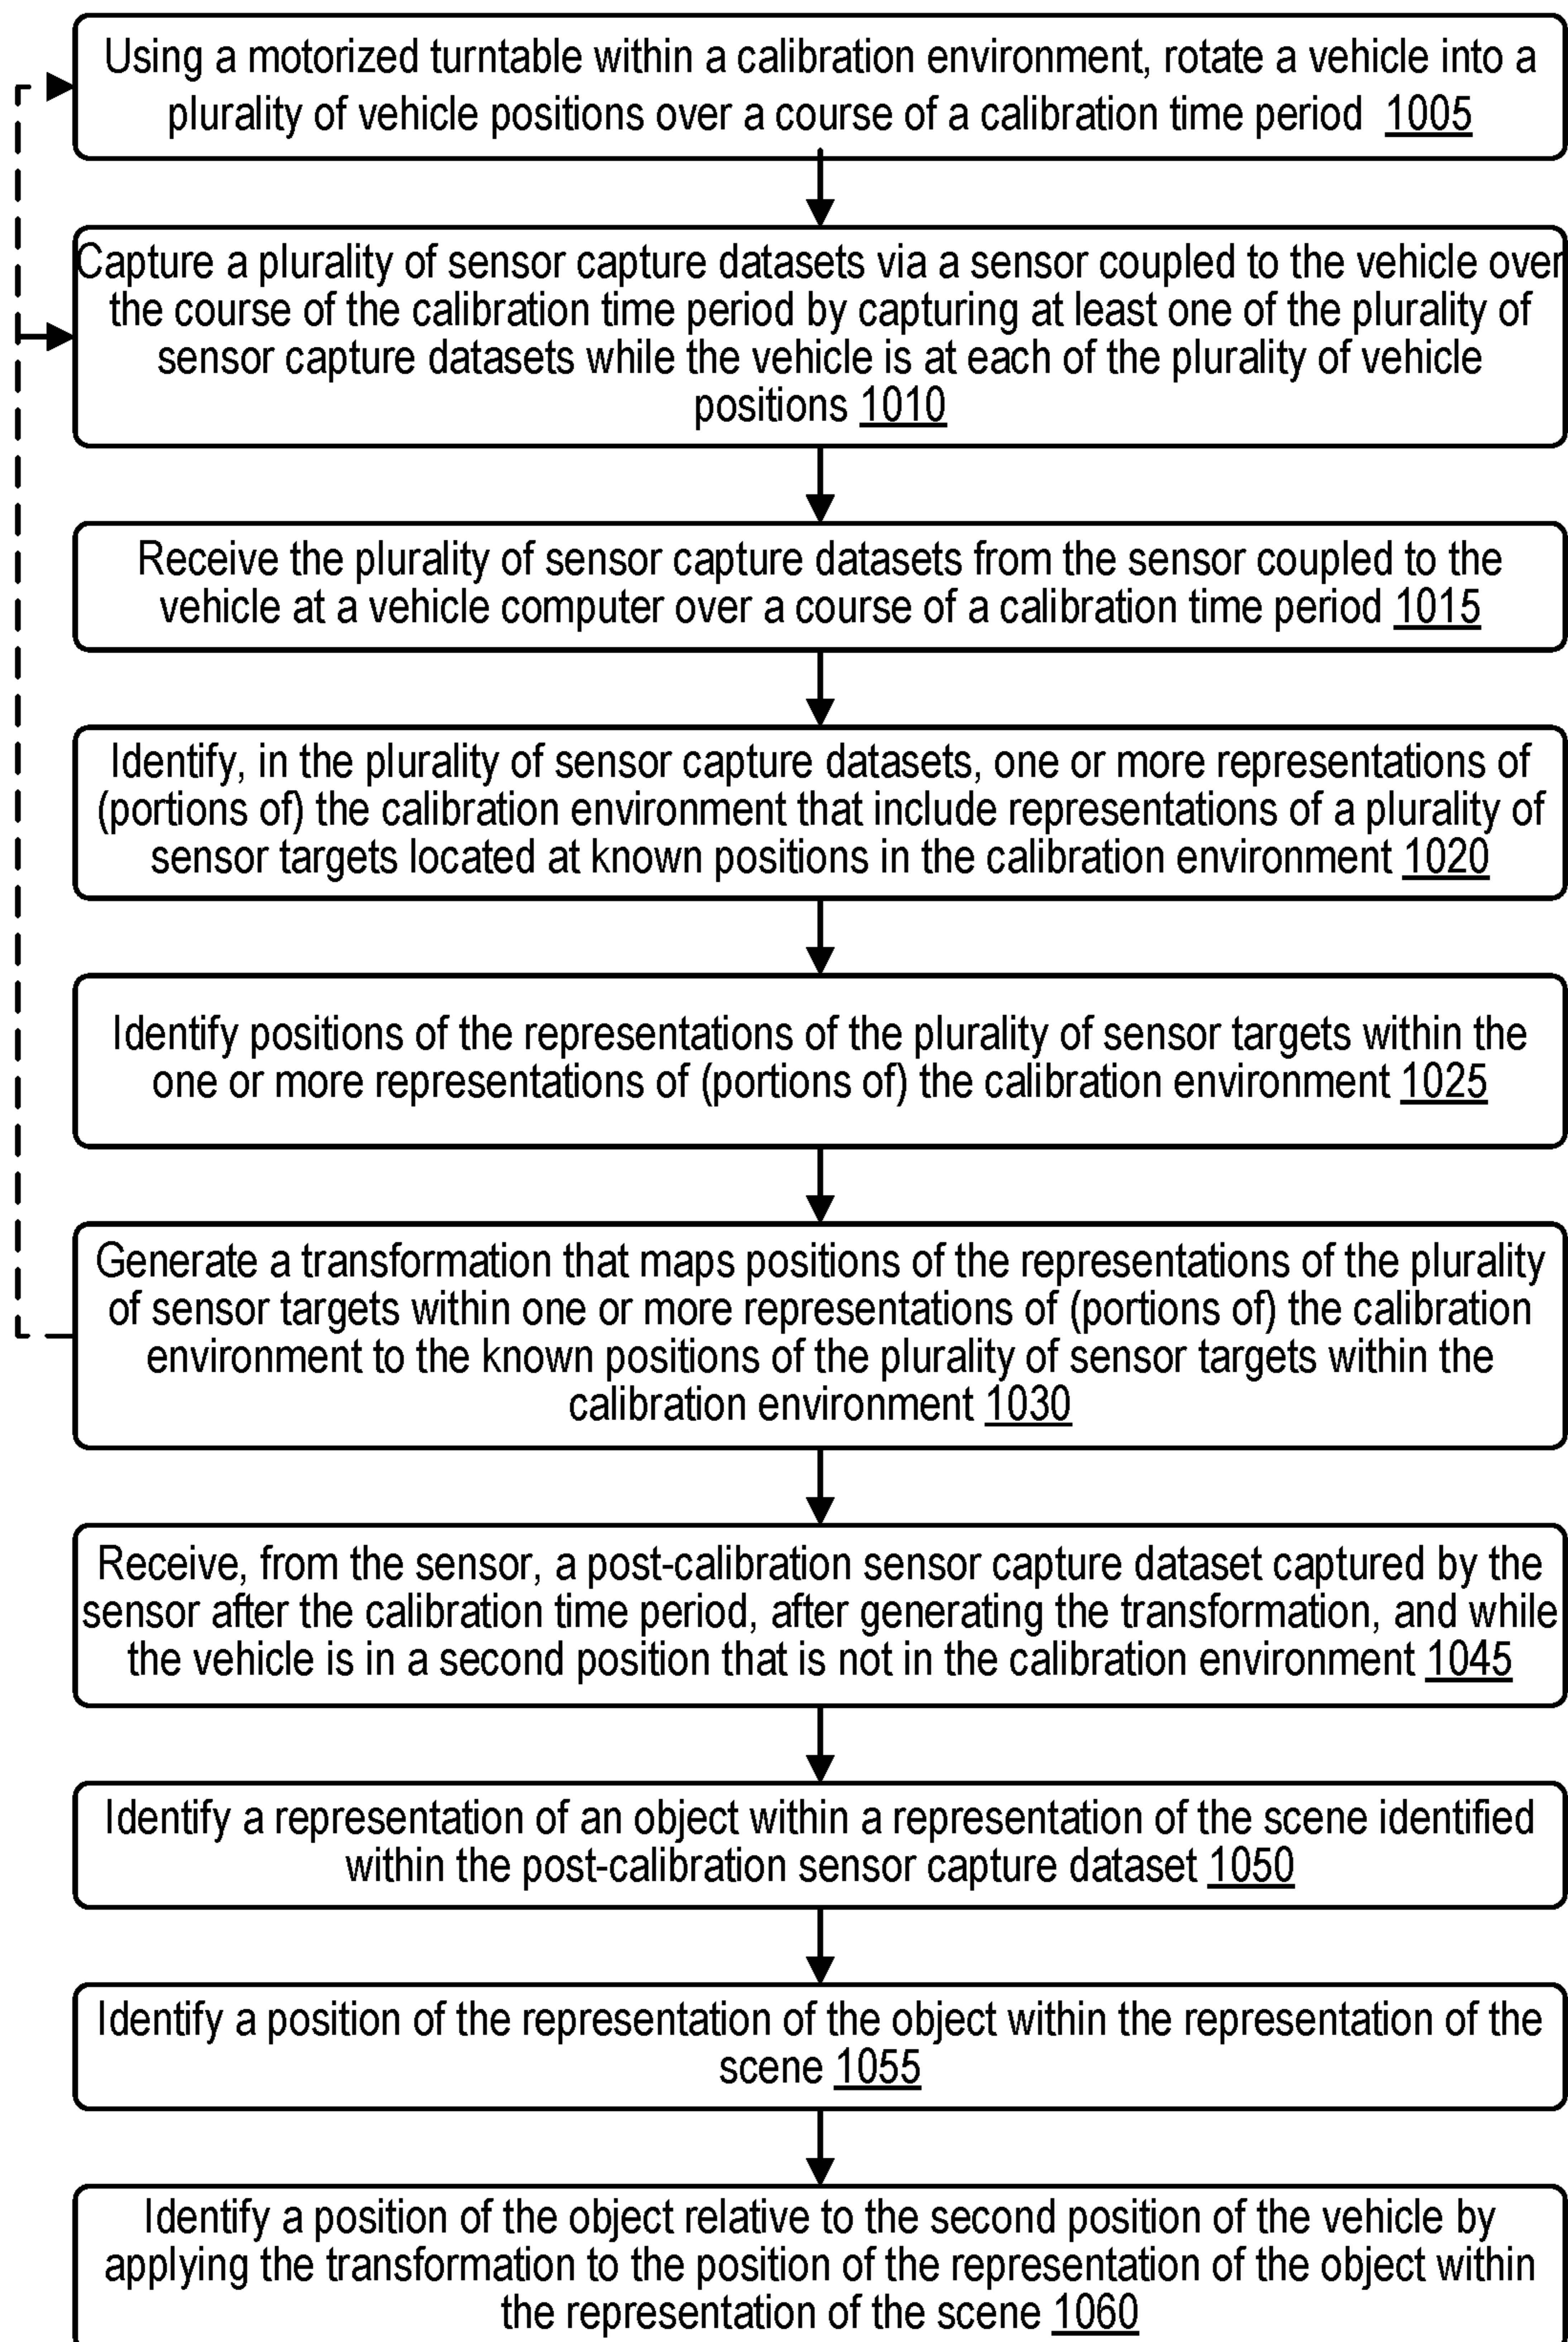 Using a motorized turntable within a calibration environment, rotate a vehicle into a
plurality of vehicle positions over a course of a calibration time period 1005
Capture a plurality of sensor capture datasets via a sensor coupled to the vehicle over
the course of the calibration time period by capturing at least one of the plurality of
sensor capture datasets while the vehicle is at each of the plurality of vehicle
positions 1010
Receive the plurality of sensor capture datasets from the sensor coupled to the
vehicle at a vehicle computer over a course of a calibration time period 1015
Identify, in the plurality of sensor capture datasets, one or more representations of
(portions of) the calibration environment that include representations of a plurality of
sensor targets located at known positions in the calibration environment 1020
Identify positions of the representations of the plurality of sensor targets within the
one or more representations of (portions of) the calibration environment 1025
Generate a transformation that maps positions of the representations of the plurality
of sensor targets within one or more representations of (portions of) the calibration
environment to the known positions of the plurality of sensor targets within the
calibration environment 1030
Receive, from the sensor, a post-calibration sensor capture dataset captured by the
sensor after the calibration time period, after generating the transformation, and while
the vehicle is in a second position that is not in the calibration environment 1045
Identify a representation of an object within a representation of the scene identified
within the post-calibration sensor capture dataset 1050
Identify a position of the representation of the object within the representation of the
scene 1055
Identify a position of the object relative to the second position of the vehicle by
applying the transformation to the position of the representation of the object within
the representation of the scene 1060